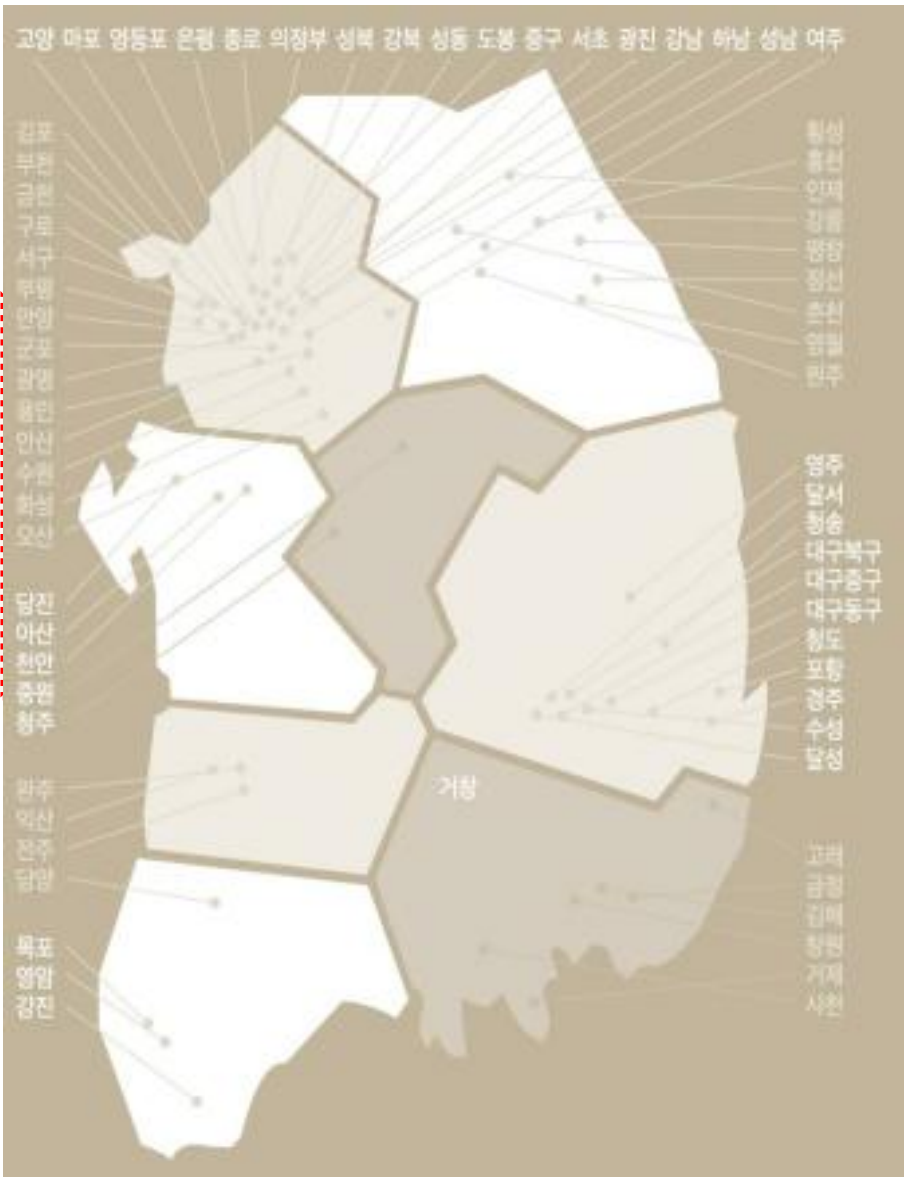 고양 마포 영등포 은평 종로 의정부 성북 강북 성동 도봉 중구 서초 광진 강남 하남 성남 여주
김포
부천
금천
구로
서구
부평
안양
군포
광명
용인
안산
수원
화성
오산
당진
아산
천안
중원
청주
완주
익산
전주
담양
목포
영암
강진
횡성
홍천
인제
강릉
평창
정선
춘천
영월
원주
영주
달서
청송
대구북구
대구중구
대구동구
청도
포항
경주
수성
달성
거창
고래
금정
김해
창원
거제
사천